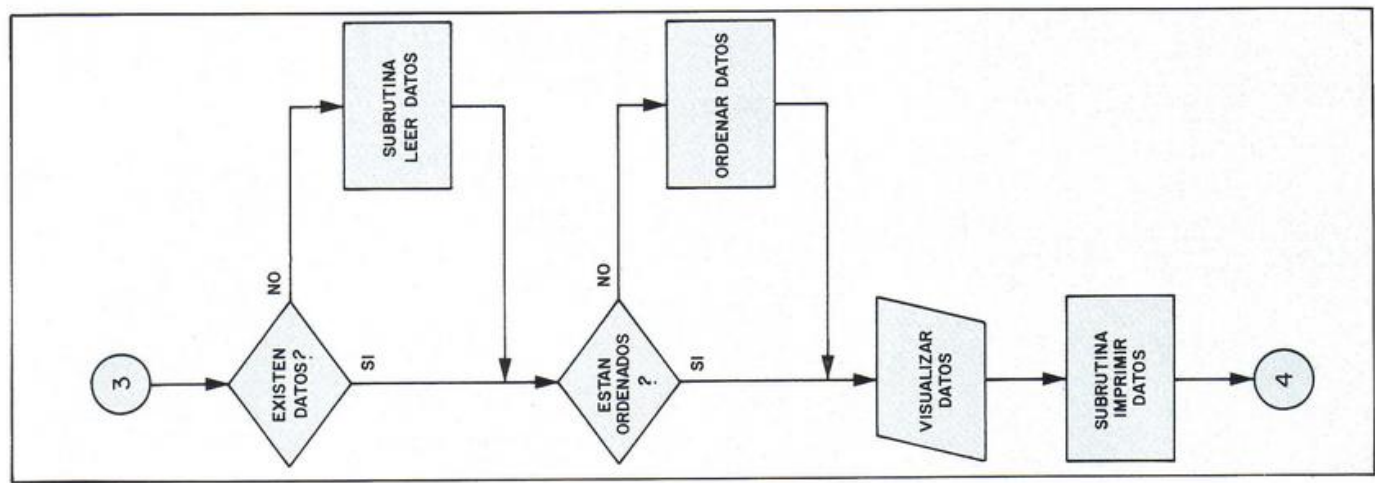 3
EXISTEN
DATOS?
NO
SI
SUBRUTINA
LEER DATOS
ESTAN
ORDENADOS
?
NO
SI
ORDENAR DATOS
VISUALIZAR
DATOS
SUBRUTINA
IMPRIMIR
DATOS
4